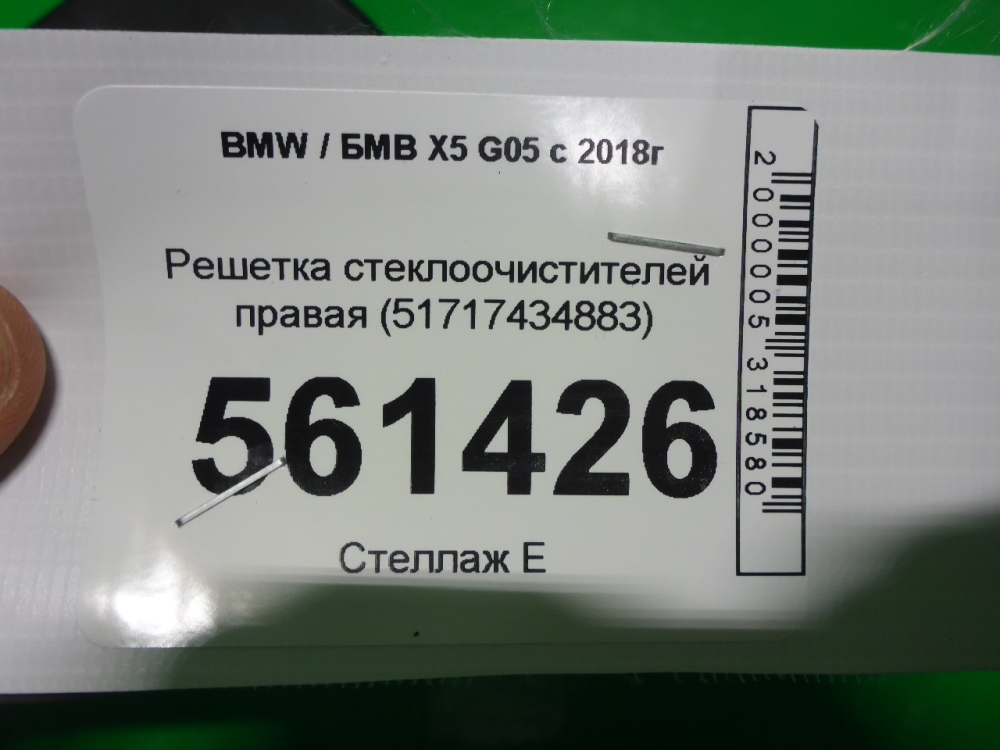 BMW / БМВ X5 G05 с 2018г
Решетка стеклоочистителей
правая (51717434883)
561426
Стеллаж Е
2000005318580